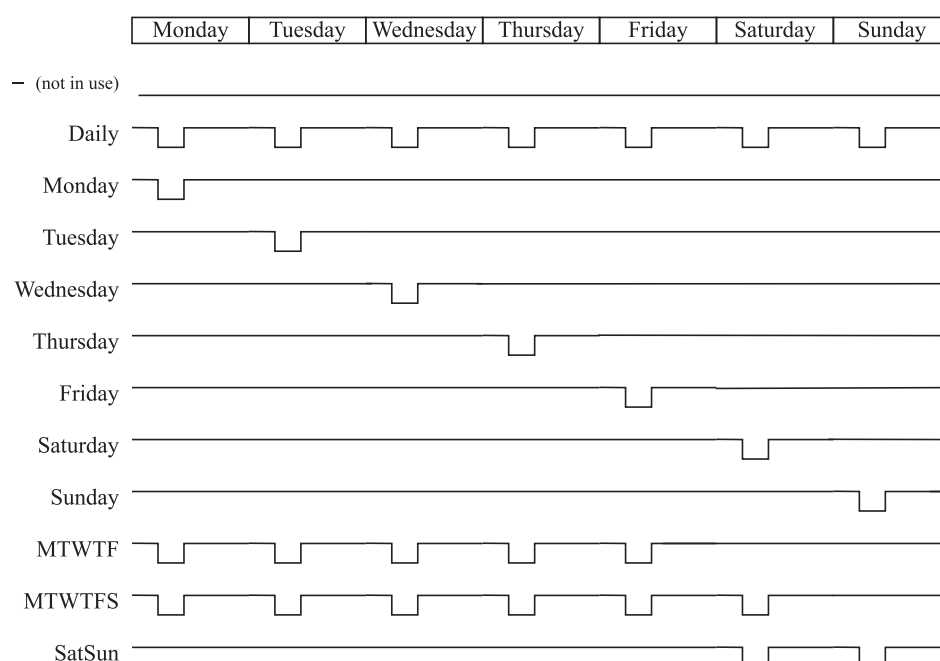 Monday Tuesday Wednesday Thursday Friday Saturday Sunday
– (not in use)
Daily
Monday
Tuesday
Wednesday
Thursday
Friday
Saturday
Sunday
MTWTF
MTWTFS
SatSun